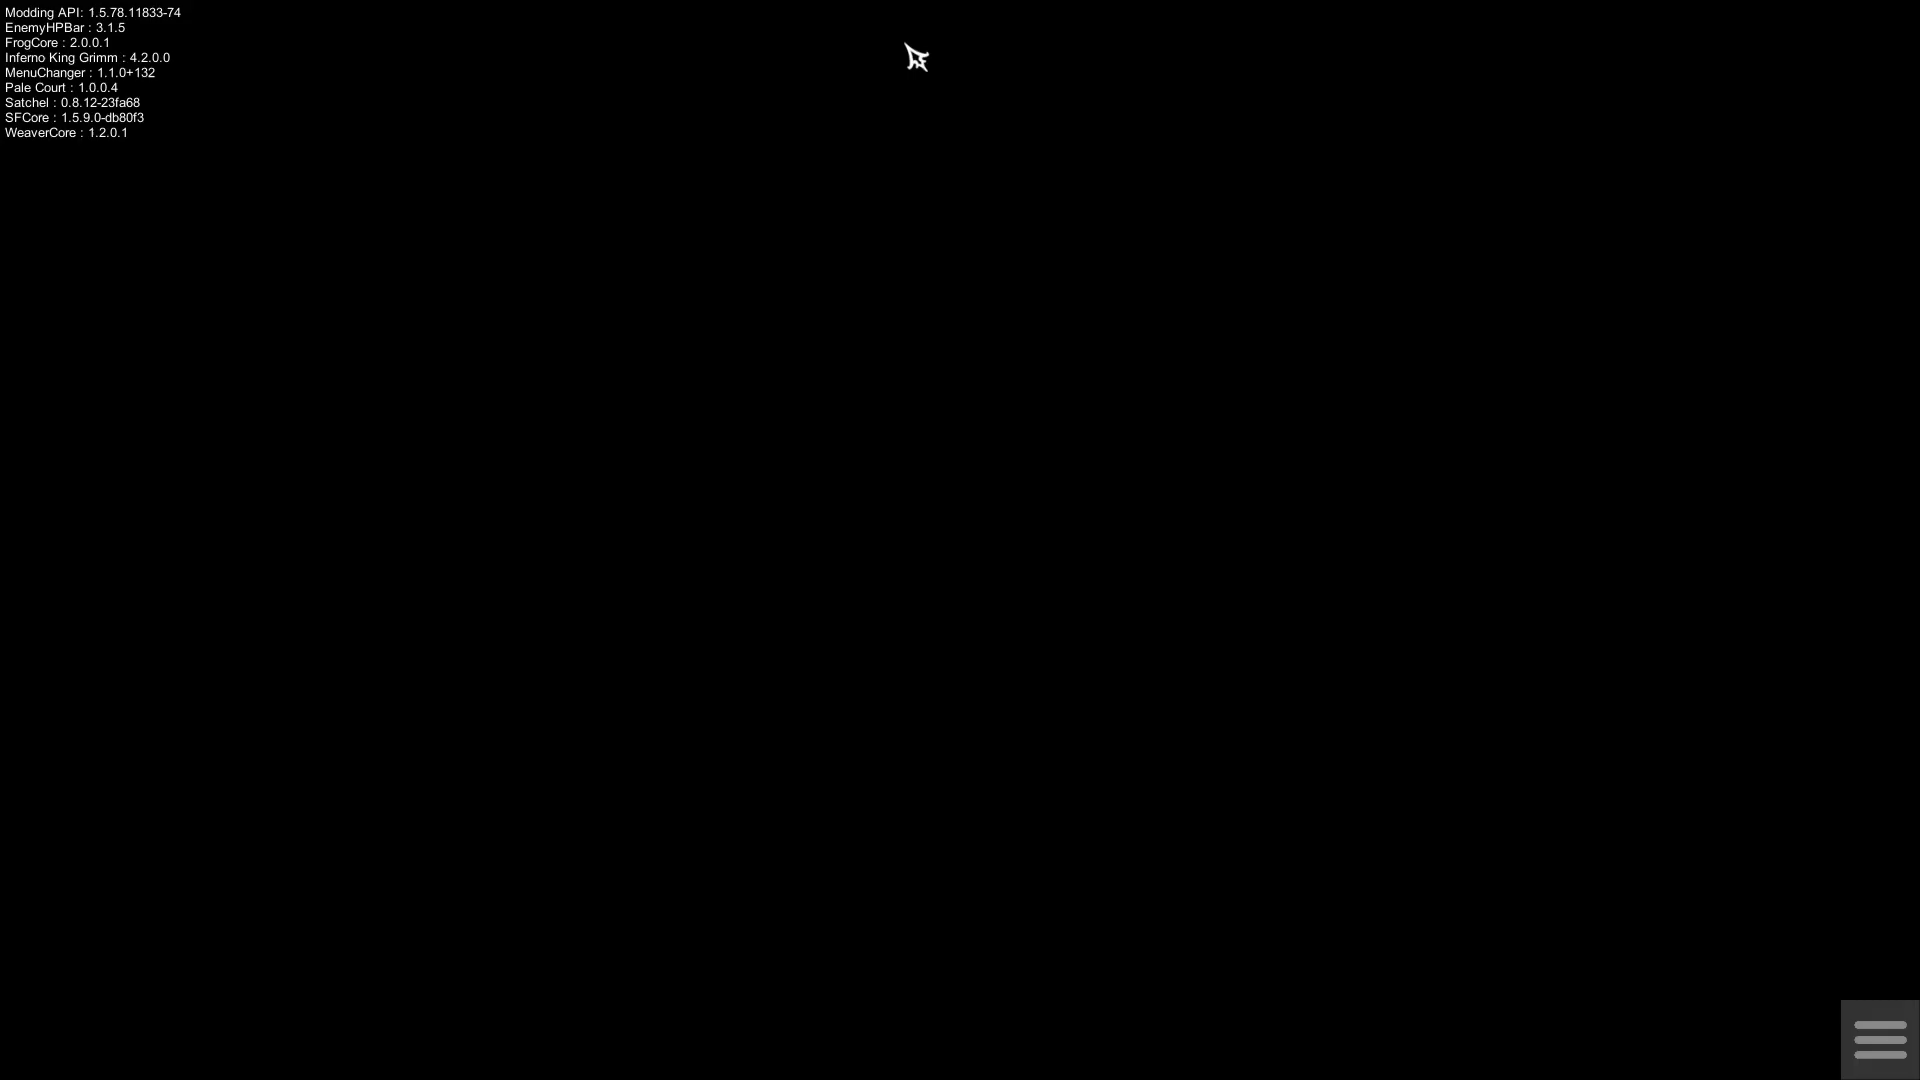 Modding API: 1.5.78.11833-74
EnemyHPBar : 3.1.5
FrogCore : 2.0.0.1
Inferno King Grimm : 4.2.0.0
MenuChanger : 1.1.0+132
Pale Court : 1.0.0.4
Satchel : 0.8.12-23fa68
SFCore : 1.5.9.0-db80f3
WeaverCore : 1.2.0.1